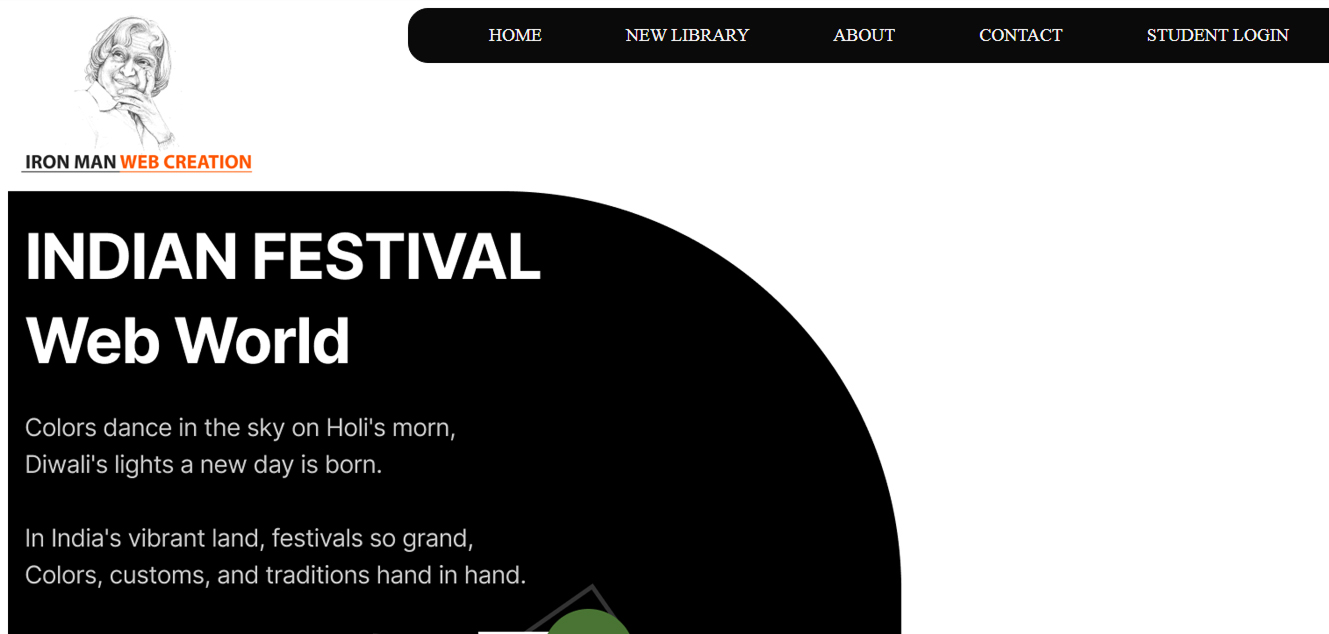 HOME NEW LIBRARY ABOUT CONTACT STUDENT LOGIN
IRON MAN WEB CREATION
INDIAN FESTIVAL
Web World
Colors dance in the sky on Holi's morn,
Diwali's lights a new day is born.
In India's vibrant land, festivals so grand,
Colors, customs, and traditions hand in hand.